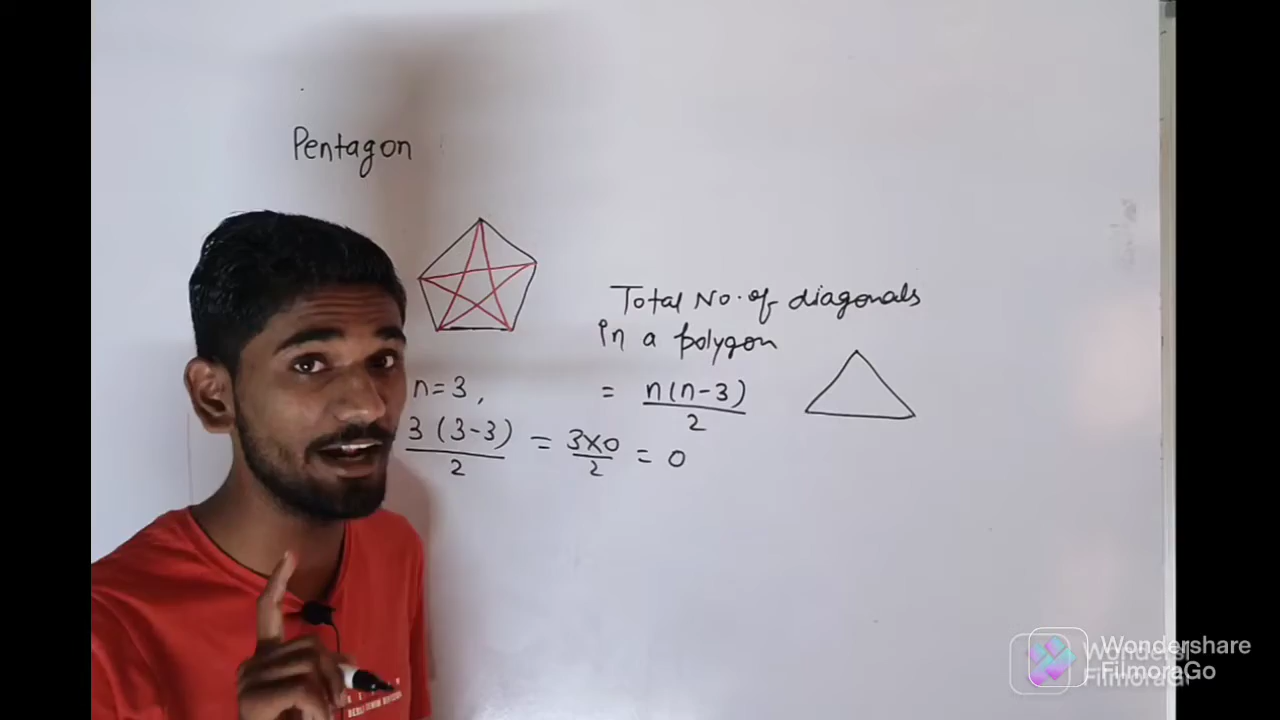 Pentagon
Total No. of diagonals
in a polygon
= n(n-3)/2
n=3,
3(3-3)/2 = 3×0/2 = 0
Wondershare
FilmoraGo